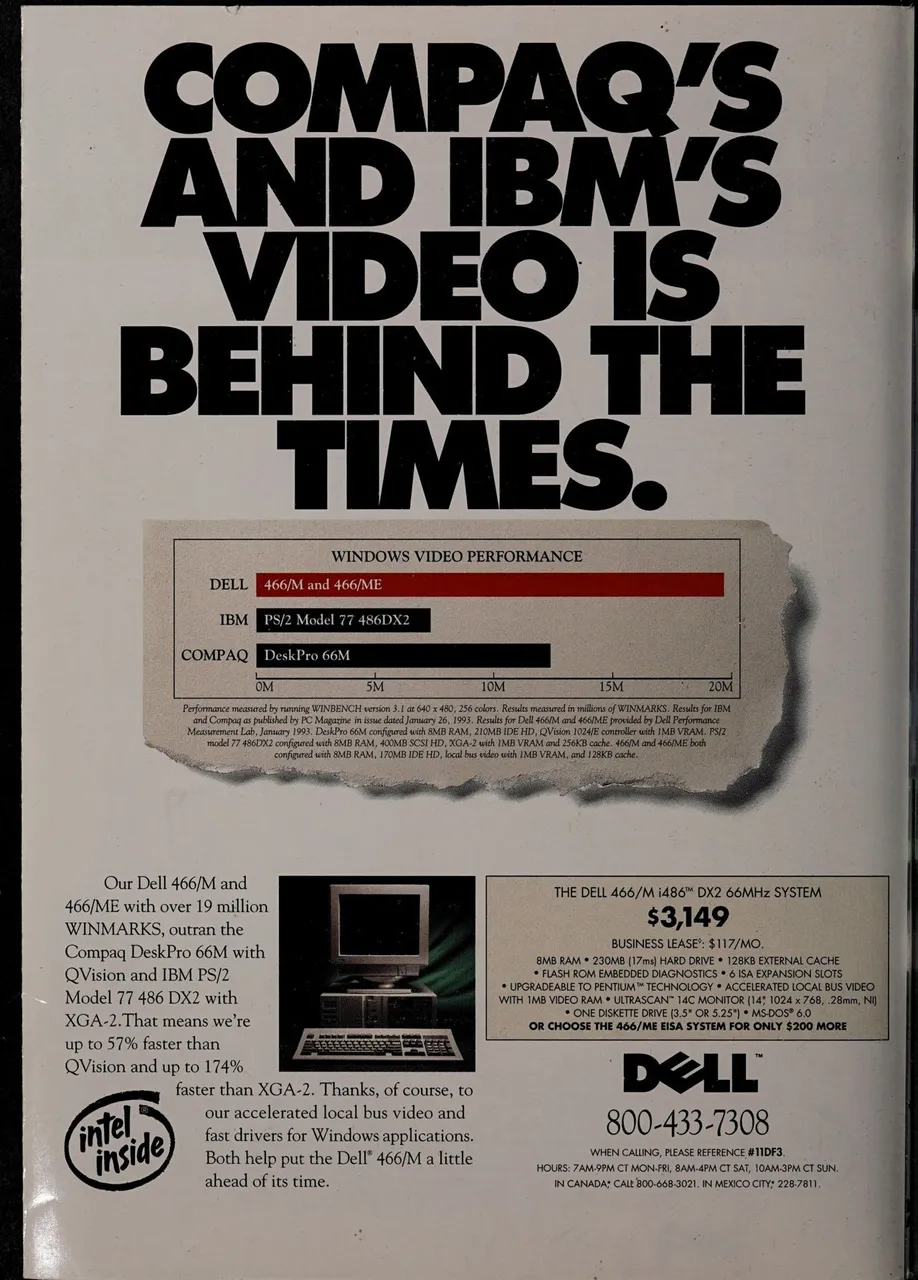 COMPAQ'S
AND IBM'S
VIDEO IS
BEHIND THE
TIMES.
WINDOWS VIDEO PERFORMANCE
DELL 466/M and 466/ME
IBM PS/2 Model 77 486DX2
COMPAQ DeskPro 66M
0M 5M 10M 15M 20M
Performance measured by running WINBENCH version 3.1 at 640 x 480, 256 colors. Results measured in millions of WINMARKS. Results for IBM
and Compaq as published by PC Magazine in issue dated January 26, 1993. Results for Dell 466/M and 466/ME provided by Dell Performance
Measurement Lab, January 1993. DeskPro 66M configured with 8MB RAM, 210MB IDE HD, QVision 1024/E controller with 1MB VRAM. PS/2
model 77 486DX2 configured with 8MB RAM, 400MB SCSI HD, XGA-2 with 1MB VRAM and 256KB cache. 466/M and 466/ME both
configured with 8MB RAM, 170MB IDE HD, local bus video with 1MB VRAM, and 128KB cache.
Our Dell 466/M and
466/ME with over 19 million
WINMARKS, outran the
Compaq DeskPro 66M with
QVision and IBM PS/2
Model 77 486 DX2 with
XGA-2.That means we're
up to 57% faster than
QVision and up to 174%
faster than XGA-2. Thanks, of course, to
our accelerated local bus video and
fast drivers for Windows applications.
Both help put the Dell® 466/M a little
ahead of its time.
intel®
inside
THE DELL 466/M i486™ DX2 66MHz SYSTEM
$3,149
BUSINESS LEASE◊: $117/MO.
8MB RAM • 230MB (17ms) HARD DRIVE • 128KB EXTERNAL CACHE
• FLASH ROM EMBEDDED DIAGNOSTICS • 6 ISA EXPANSION SLOTS
• UPGRADEABLE TO PENTIUM™ TECHNOLOGY • ACCELERATED LOCAL BUS VIDEO
WITH 1MB VIDEO RAM • ULTRASCAN™ 14C MONITOR (14", 1024 x 768, .28mm, NI)
• ONE DISKETTE DRIVE (3.5" OR 5.25") • MS-DOS® 6.0
OR CHOOSE THE 466/ME EISA SYSTEM FOR ONLY $200 MORE
DELL™
800-433-7308
WHEN CALLING, PLEASE REFERENCE #11DF3.
HOURS: 7AM-9PM CT MON-FRI, 8AM-4PM CT SAT, 10AM-3PM CT SUN.
IN CANADA,* CALL 800-668-3021. IN MEXICO CITY,* 228-7811.